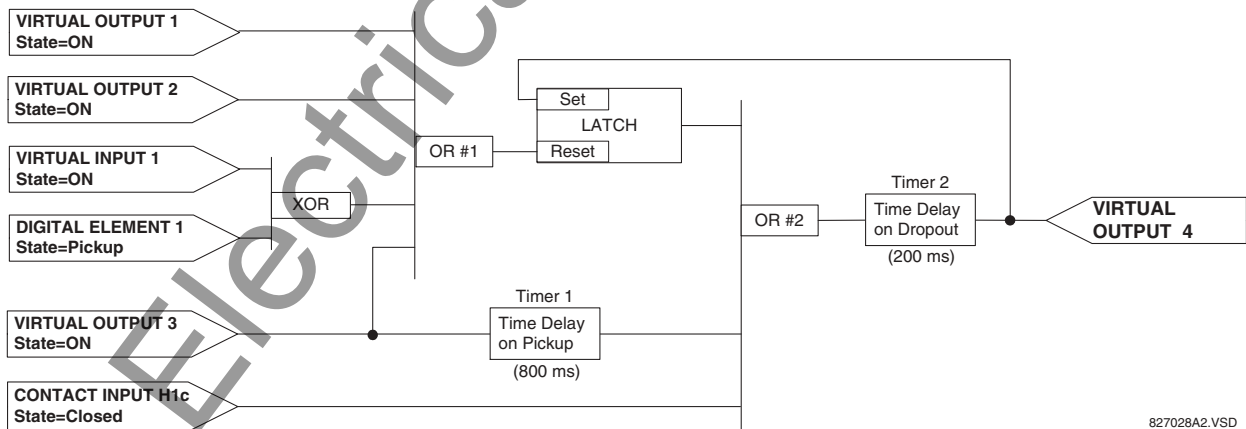 VIRTUAL OUTPUT 1
State=ON
VIRTUAL OUTPUT 2
State=ON
VIRTUAL INPUT 1
State=ON
DIGITAL ELEMENT 1
State=Pickup
VIRTUAL OUTPUT 3
State=ON
CONTACT INPUT H1c
State=Closed
XOR
OR #1
Set
LATCH
Reset
Timer 1
Time Delay
on Pickup
(800 ms)
OR #2
Timer 2
Time Delay
on Dropout
(200 ms)
VIRTUAL
OUTPUT 4
827028A2.VSD